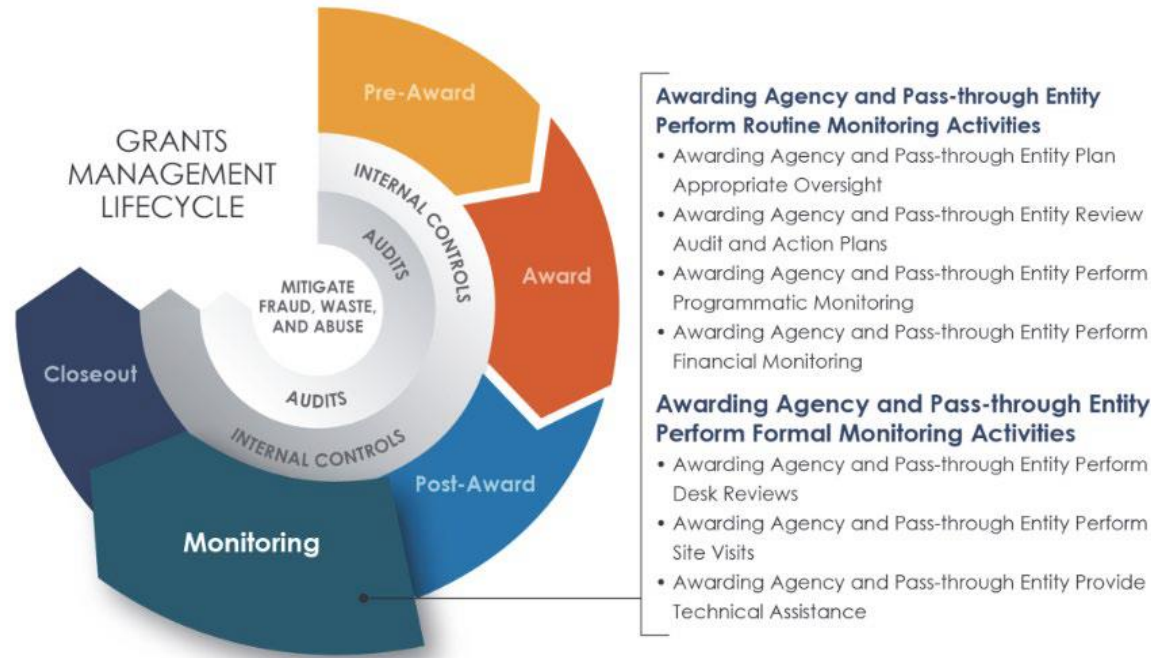 GRANTS
MANAGEMENT
LIFECYCLE
Pre-Award
Award
Post-Award
Monitoring
Closeout
INTERNAL CONTROLS
AUDITS
MITIGATE
FRAUD, WASTE,
AND ABUSE
AUDITS
INTERNAL CONTROLS
Awarding Agency and Pass-through Entity
Perform Routine Monitoring Activities
• Awarding Agency and Pass-through Entity Plan
Appropriate Oversight
• Awarding Agency and Pass-through Entity Review
Audit and Action Plans
• Awarding Agency and Pass-through Entity Perform
Programmatic Monitoring
• Awarding Agency and Pass-through Entity Perform
Financial Monitoring
Awarding Agency and Pass-through Entity
Perform Formal Monitoring Activities
• Awarding Agency and Pass-through Entity Perform
Desk Reviews
• Awarding Agency and Pass-through Entity Perform
Site Visits
• Awarding Agency and Pass-through Entity Provide
Technical Assistance